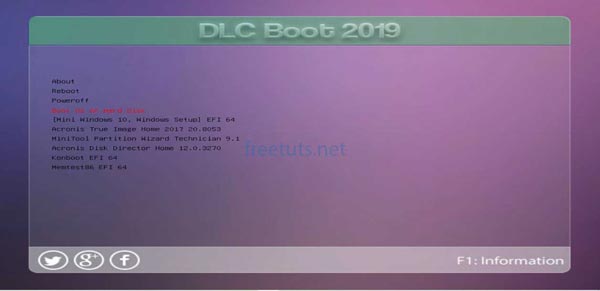 DLC Boot 2019
About
Reboot
Poweroff
Boot OS on Hard Disk
[Mini Windows 10, Windows Setup] EFI 64
Acronis True Image Home 2017 20.8053
MiniTool Partition Wizard Technician 9.1
Acronis Disk Director Home 12.0.3270
Konboot EFI 64
Memtest86 EFI 64
freetuts.net
F1: Information